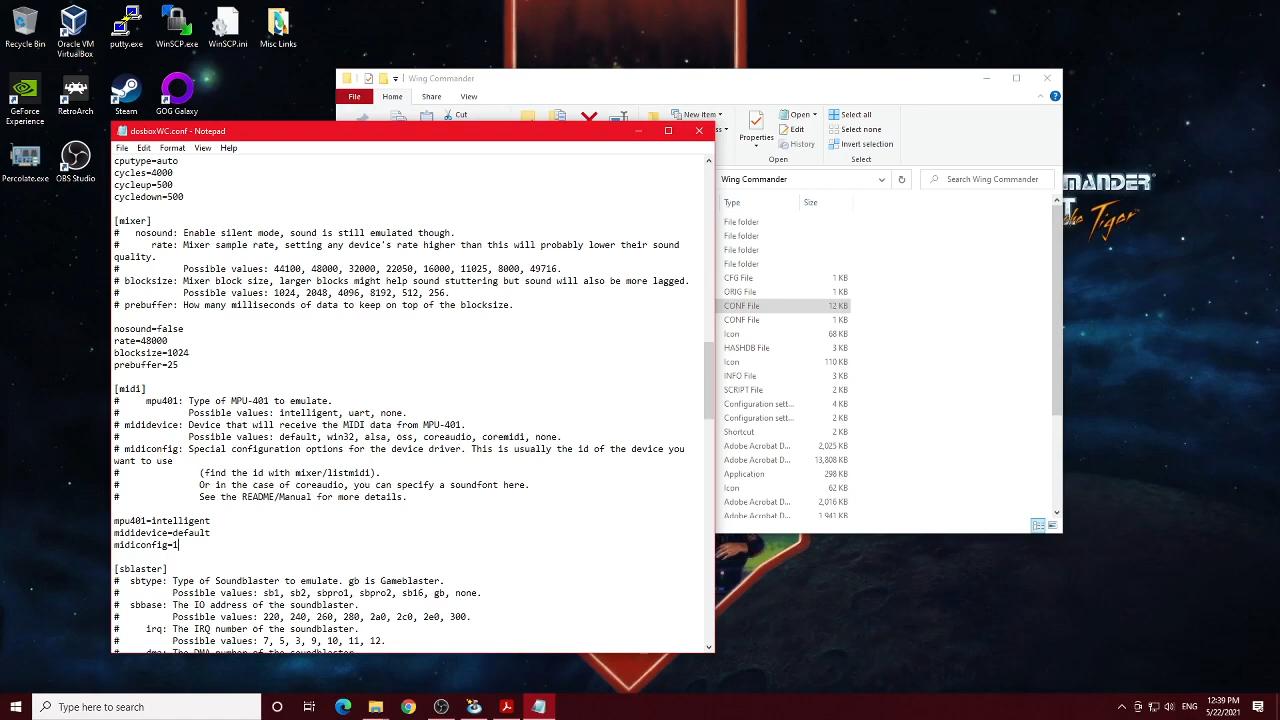 Recycle Bin
Oracle VM VirtualBox
putty.exe
WinSCP.exe
WinSCP.ini
Misc Links
GeForce Experience
RetroArch
Steam
GOG Galaxy
Percolate.exe
OBS Studio
Wing Commander
File Home Share View
Cut
New Item
Properties
Open
Edit
History
Open
Select all
Select none
Invert selection
Select
Wing Commander
Search Wing Commander
Type Size
File folder
File folder
File folder
File folder
CFG File 1 KB
ORIG File 1 KB
CONF File 12 KB
CONF File 1 KB
Icon 68 KB
HASHDB File 3 KB
Icon 110 KB
INFO File 3 KB
SCRIPT File 2 KB
Configuration sett... 4 KB
Configuration sett... 2 KB
Shortcut 2 KB
Adobe Acrobat D... 2,025 KB
Adobe Acrobat D... 13,808 KB
Application 274 KB
Icon 62 KB
Adobe Acrobat D... 2,016 KB
Adobe Acrobat D... 1,941 KB
dosboxWC.conf - Notepad
File Edit Format View Help
cputype=auto
cycles=4000
cycleup=500
cycledown=500
[mixer]
# nosound: Enable silent mode, sound is still emulated though.
# rate: Mixer sample rate, setting any device's rate higher than this will probably lower their sound
quality.
# Possible values: 44100, 48000, 32000, 22050, 16000, 11025, 8000, 49716.
# blocksize: Mixer block size, larger blocks might help sound stuttering but sound will also be more lagged.
# Possible values: 1024, 2048, 4096, 8192, 512, 256.
# prebuffer: How many milliseconds of data to keep on top of the blocksize.
nosound=false
rate=48000
blocksize=1024
prebuffer=25
[midi]
# mpu401: Type of MPU-401 to emulate.
# Possible values: intelligent, uart, none.
# mididevice: Device that will receive the MIDI data from MPU-401.
# Possible values: default, win32, alsa, oss, coreaudio, coremidi, none.
# midiconfig: Special configuration options for the device driver. This is usually the id of the device you
want to use
# (find the id with mixer/listmidi).
# Or in the case of coreaudio, you can specify a soundfont here.
# See the README/Manual for more details.
mpu401=intelligent
mididevice=default
midiconfig=1
[sblaster]
# sbtype: Type of Soundblaster to emulate. gb is Gameblaster.
# Possible values: sb1, sb2, sbpro1, sbpro2, sb16, gb, none.
# sbbase: The IO address of the soundblaster.
# Possible values: 220, 240, 260, 280, 2a0, 2c0, 2e0, 300.
# irq: The IRQ number of the soundblaster.
# Possible values: 7, 5, 3, 9, 10, 11, 12.
# dma: The DMA number of the soundblaster.
Type here to search
ENG
12:39 PM
5/22/2021